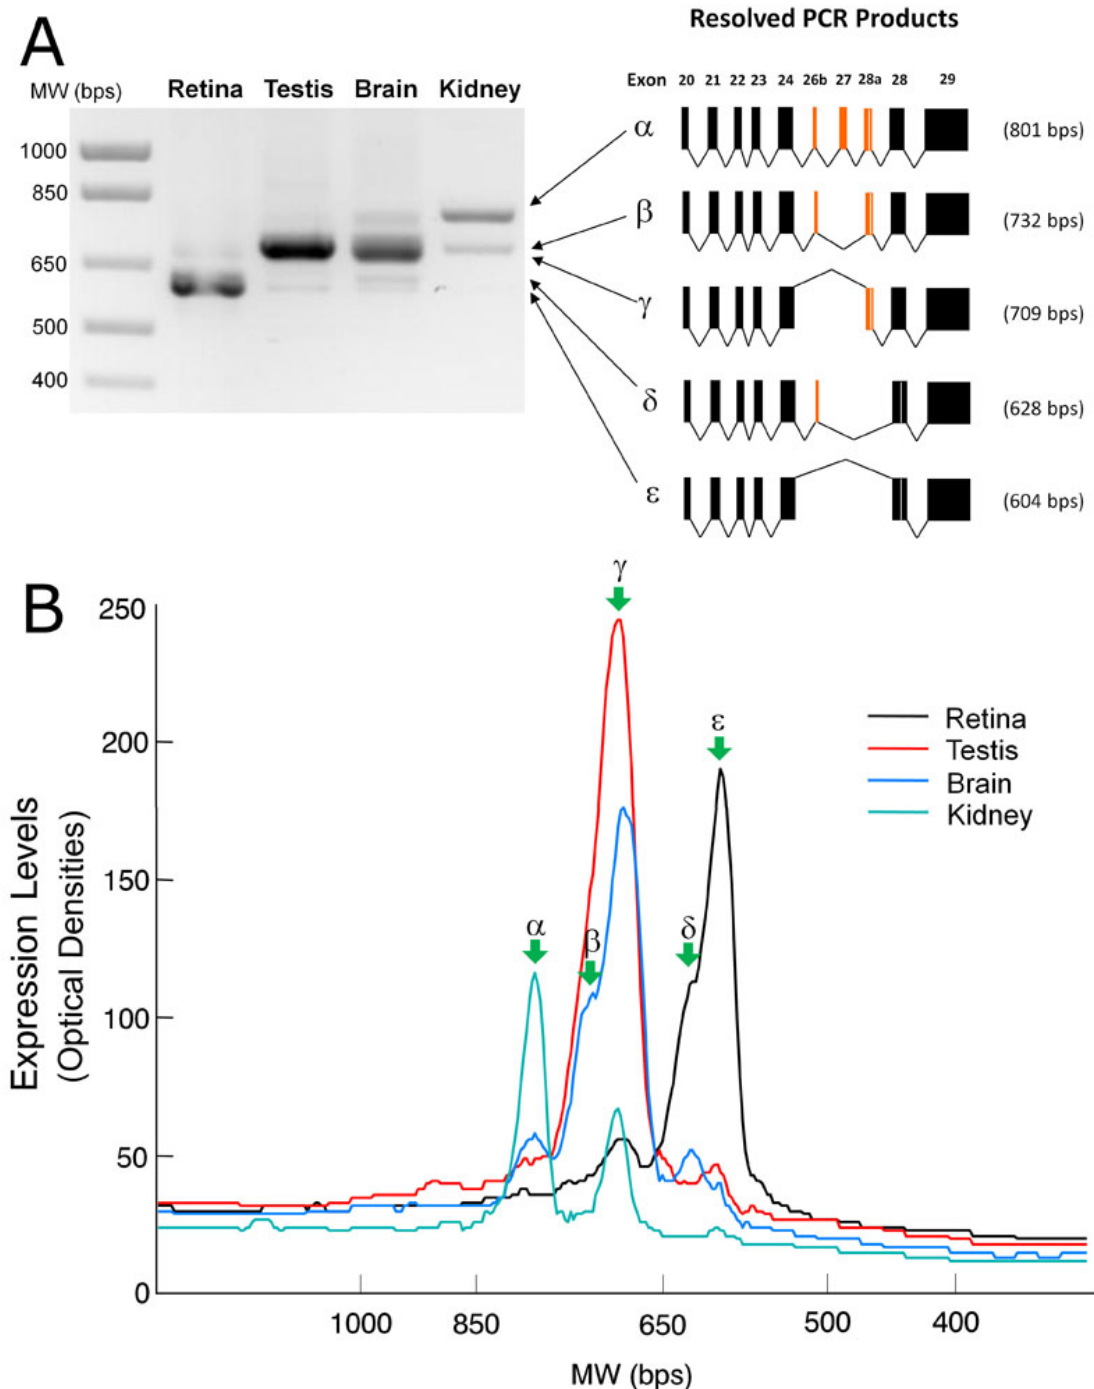 A
Resolved PCR Products
MW (bps) Retina Testis Brain Kidney
Exon 20 21 22 23 24 26b 27 28a 28 29
1000
850
650
500
400
α (801 bps)
β (732 bps)
γ (709 bps)
δ (628 bps)
ε (604 bps)
B
γ
ε
α
β
δ
Retina
Testis
Brain
Kidney
Expression Levels
(Optical Densities)
250
200
150
100
50
0
1000 850 650 500 400
MW (bps)